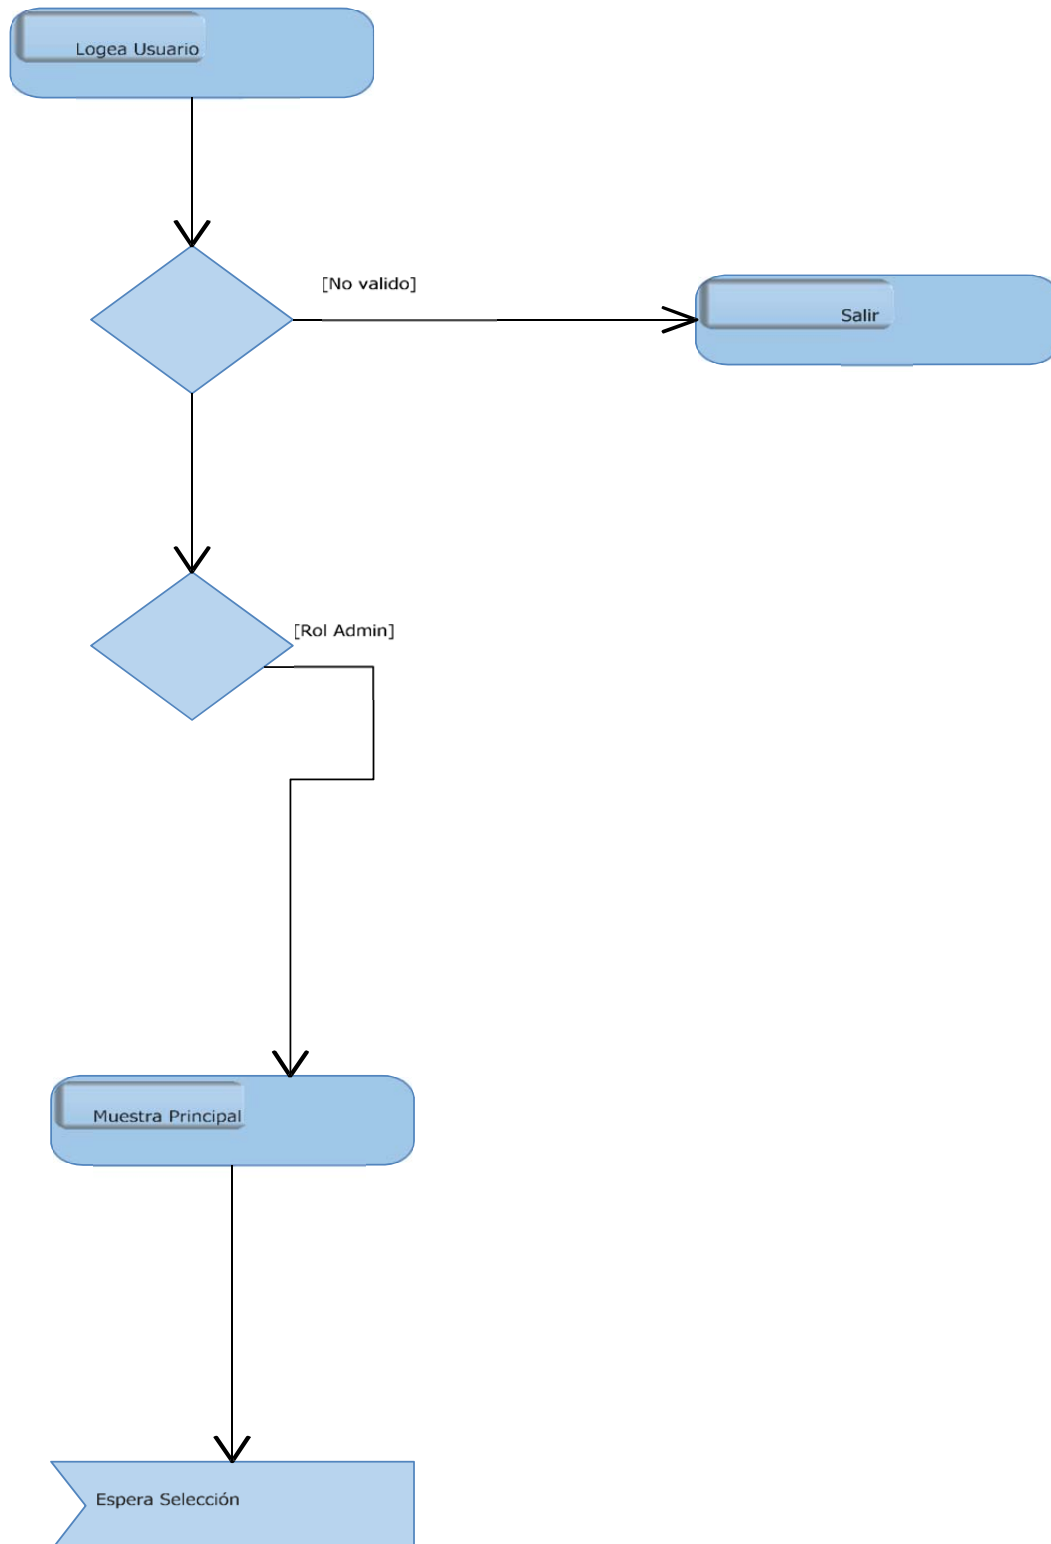 Logea Usuario
[No valido]
Salir
[Rol Admin]
Muestra Principal
Espera Selección